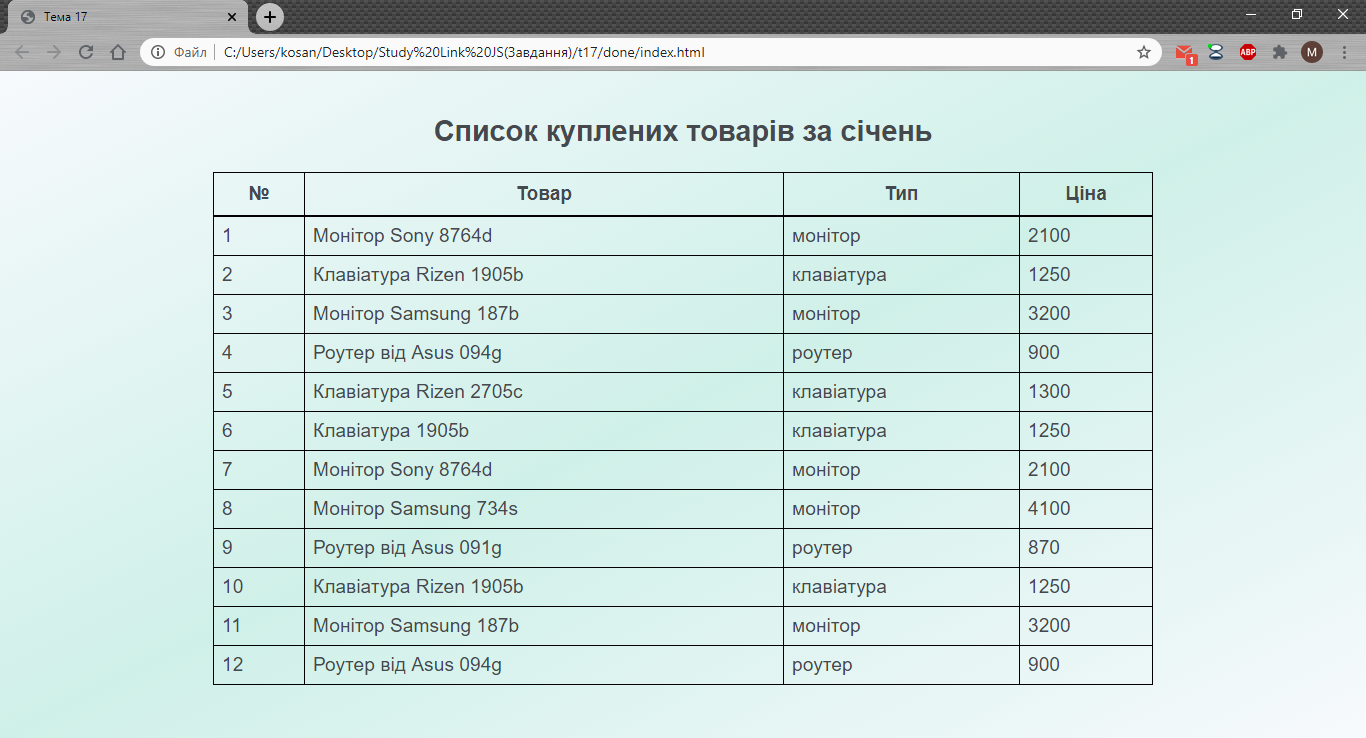 Тема 17
Файл C:/Users/kosan/Desktop/Study%20Link%20JS(Завдання)/t17/done/index.html
1 ABP M
Список куплених товарів за січень
№ Товар Тип Ціна
1 Монітор Sony 8764d монітор 2100
2 Клавіатура Rizen 1905b клавіатура 1250
3 Монітор Samsung 187b монітор 3200
4 Роутер від Asus 094g роутер 900
5 Клавіатура Rizen 2705c клавіатура 1300
6 Клавіатура 1905b клавіатура 1250
7 Монітор Sony 8764d монітор 2100
8 Монітор Samsung 734s монітор 4100
9 Роутер від Asus 091g роутер 870
10 Клавіатура Rizen 1905b клавіатура 1250
11 Монітор Samsung 187b монітор 3200
12 Роутер від Asus 094g роутер 900